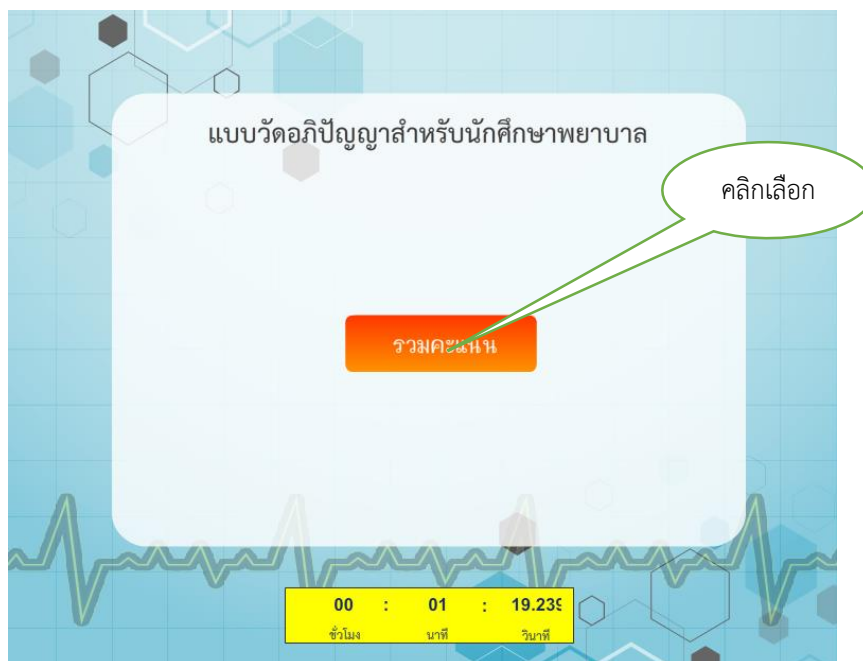 แบบวัดอภิปัญญาสำหรับนักศึกษาพยาบาล
คลิกเลือก
รวมคะแนน
00 : 01 : 19.239
ชั่วโมง นาที วินาที